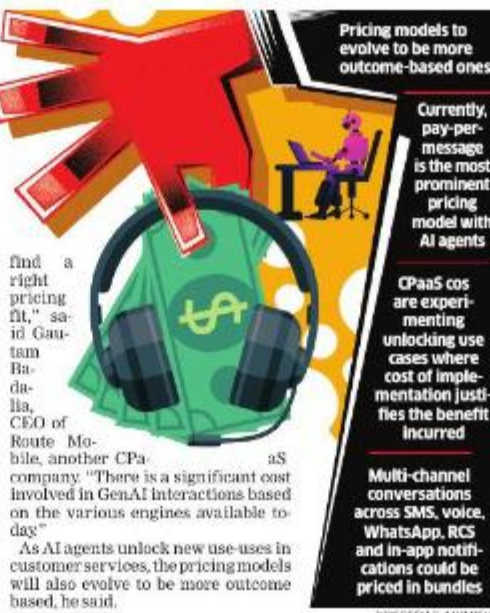 Pricing models to
evolve to be more
outcome-based ones
Currently,
pay-per-
message
is the most
prominent
pricing
model with
AI agents
CPaaS cos
are experi-
menting
unlocking use
cases where
cost of imple-
mentation justi-
fies the benefit
incurred
Multi-channel
conversations
across SMS, voice,
WhatsApp, RCS
and in-app notifi-
cations could be
priced in bundles
find a
right
pricing
fit," sa-
id Gau-
tam
Ba-
da-
lia,
CEO of
Route Mo-
bile, another CPa- aS
company. "There is a significant cost
involved in GenAI interactions based
on the various engines available to-
day."
As AI agents unlock new use-uses in
customer services, the pricing models
will also evolve to be more outcome
based, he said.
$